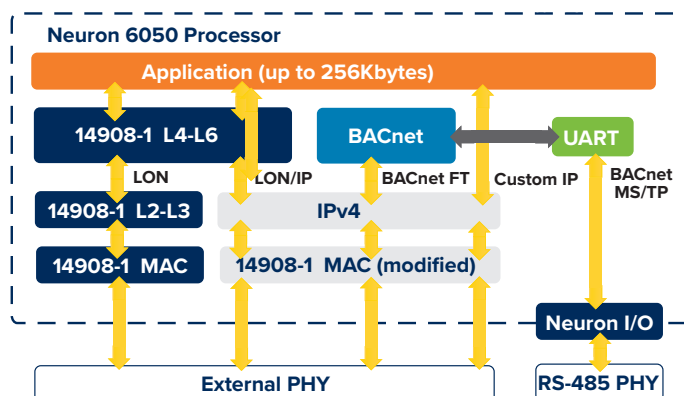 Neuron 6050 Processor
Application (up to 256Kbytes)
14908-1 L4-L6
BACnet
UART
LON
LON/IP
BACnet FT
Custom IP
BACnet
MS/TP
14908-1 L2-L3
IPv4
14908-1 MAC
14908-1 MAC (modified)
Neuron I/O
External PHY
RS-485 PHY